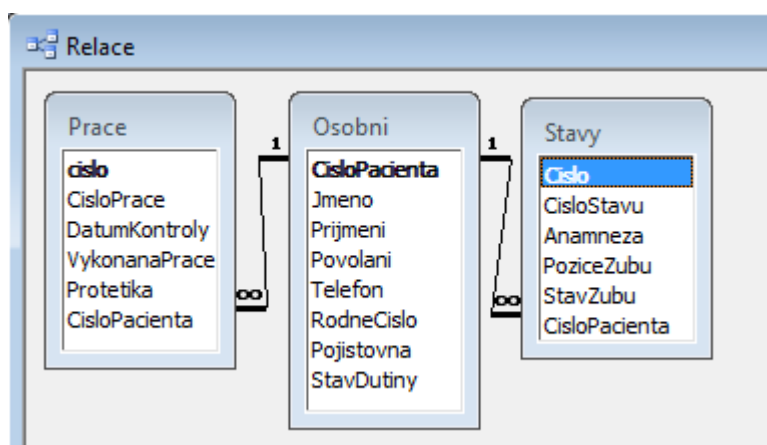 Relace
Prace
cislo
CisloPrace
DatumKontroly
VykonanaPrace
Protetika
CisloPacienta
1
∞
Osobni
CisloPacienta
Jmeno
Prijmeni
Povolani
Telefon
RodneCislo
Pojistovna
StavDutiny
1
∞
Stavy
Cislo
CisloStavu
Anamneza
PoziceZubu
StavZubu
CisloPacienta